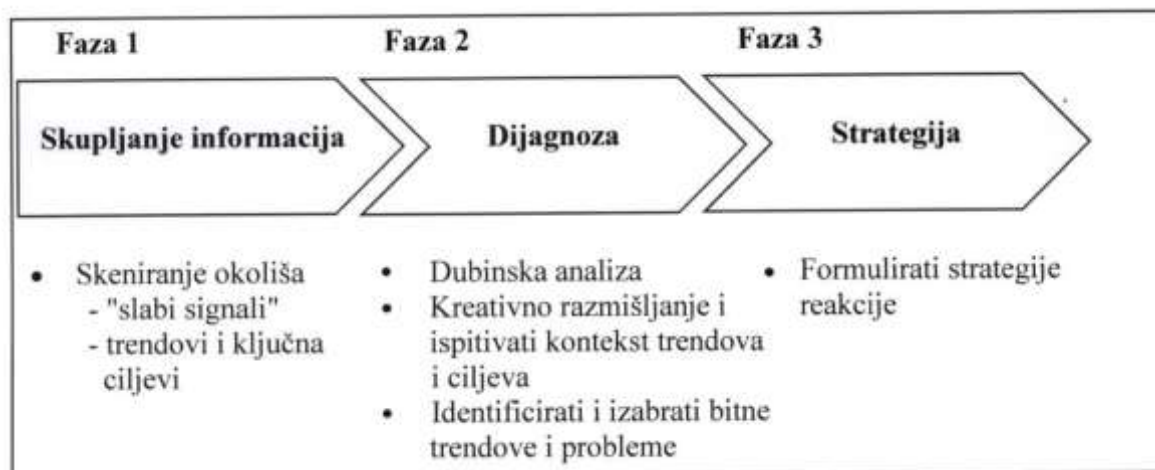 Faza 1
Faza 2
Faza 3
Skupljanje informacija
Dijagnoza
Strategija
• Skeniranje okoliša
- "slabi signali"
- trendovi i ključna
ciljevi
• Dubinska analiza
• Kreativno razmišljanje i
ispitivati kontekst trendova
i ciljeva
• Identificirati i izabrati bitne
trendove i probleme
• Formulirati strategije
reakcije